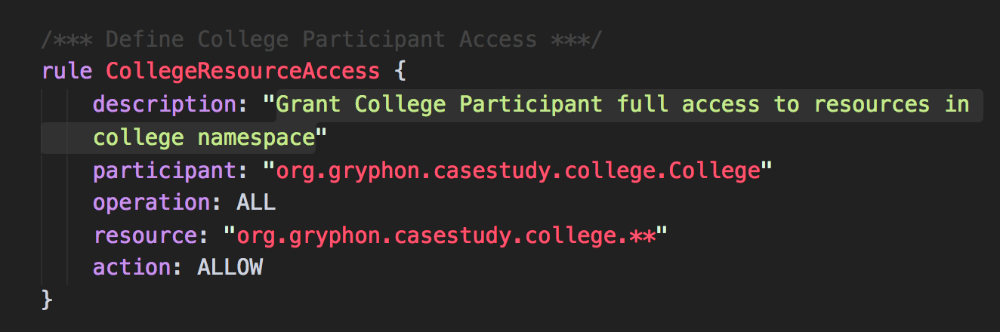 /*** Define College Participant Access ***/
rule CollegeResourceAccess {
description: "Grant College Participant full access to resources in
college namespace"
participant: "org.gryphon.casestudy.college.College"
operation: ALL
resource: "org.gryphon.casestudy.college.**"
action: ALLOW
}